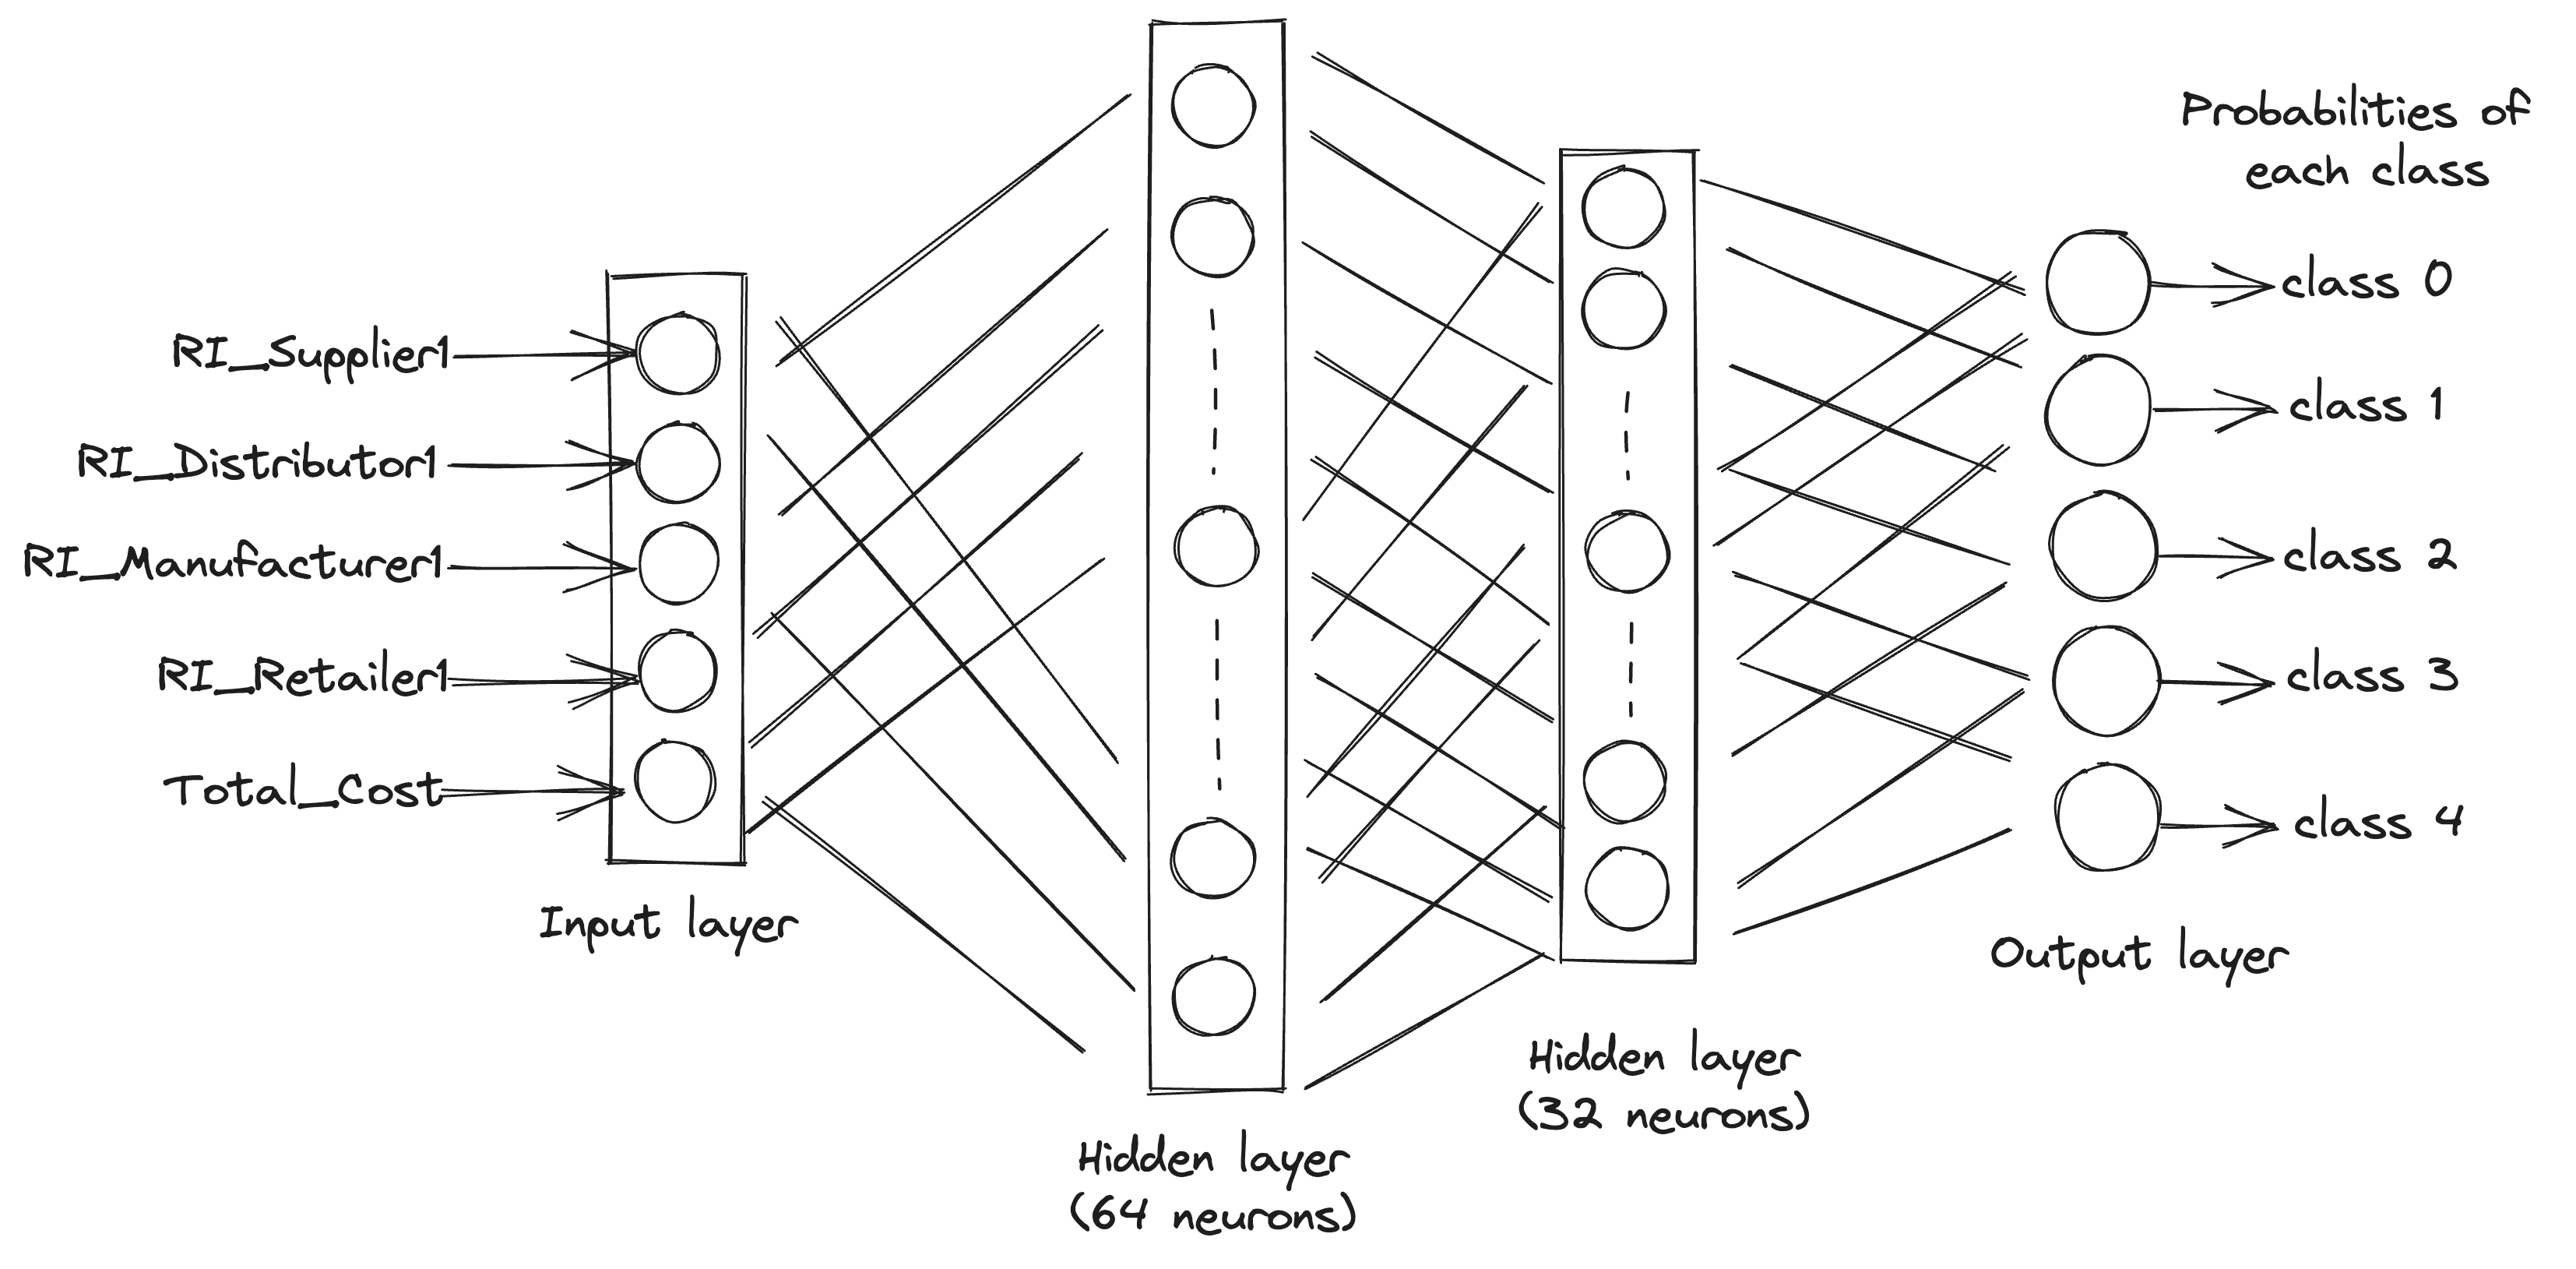 RI_Supplier1
RI_Distributor1
RI_Manufacturer1
RI_Retailer1
Total_Cost
Input layer
Hidden layer
(64 neurons)
Hidden layer
(32 neurons)
Probabilities of
each class
class 0
class 1
class 2
class 3
class 4
Output layer